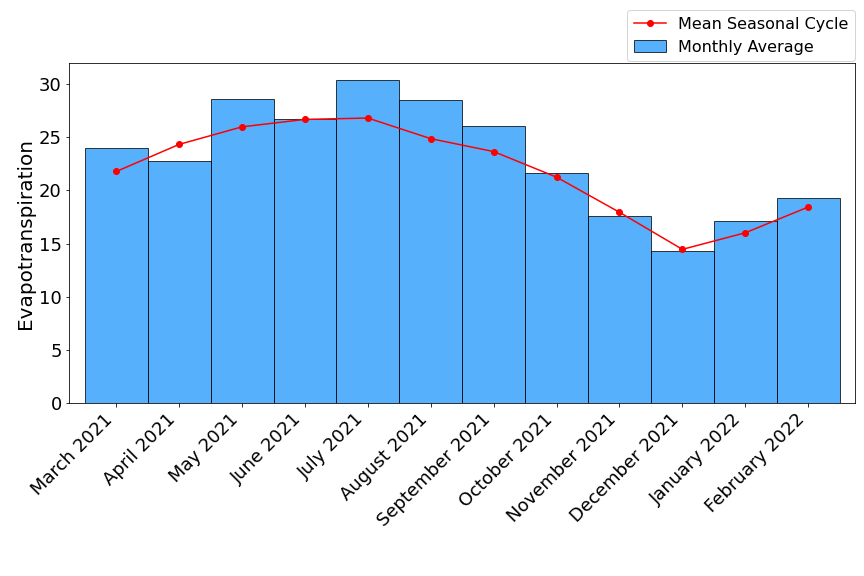 Mean Seasonal Cycle
Monthly Average
Evapotranspiration
30
25
20
15
10
5
0
March 2021
April 2021
May 2021
June 2021
July 2021
August 2021
September 2021
October 2021
November 2021
December 2021
January 2022
February 2022